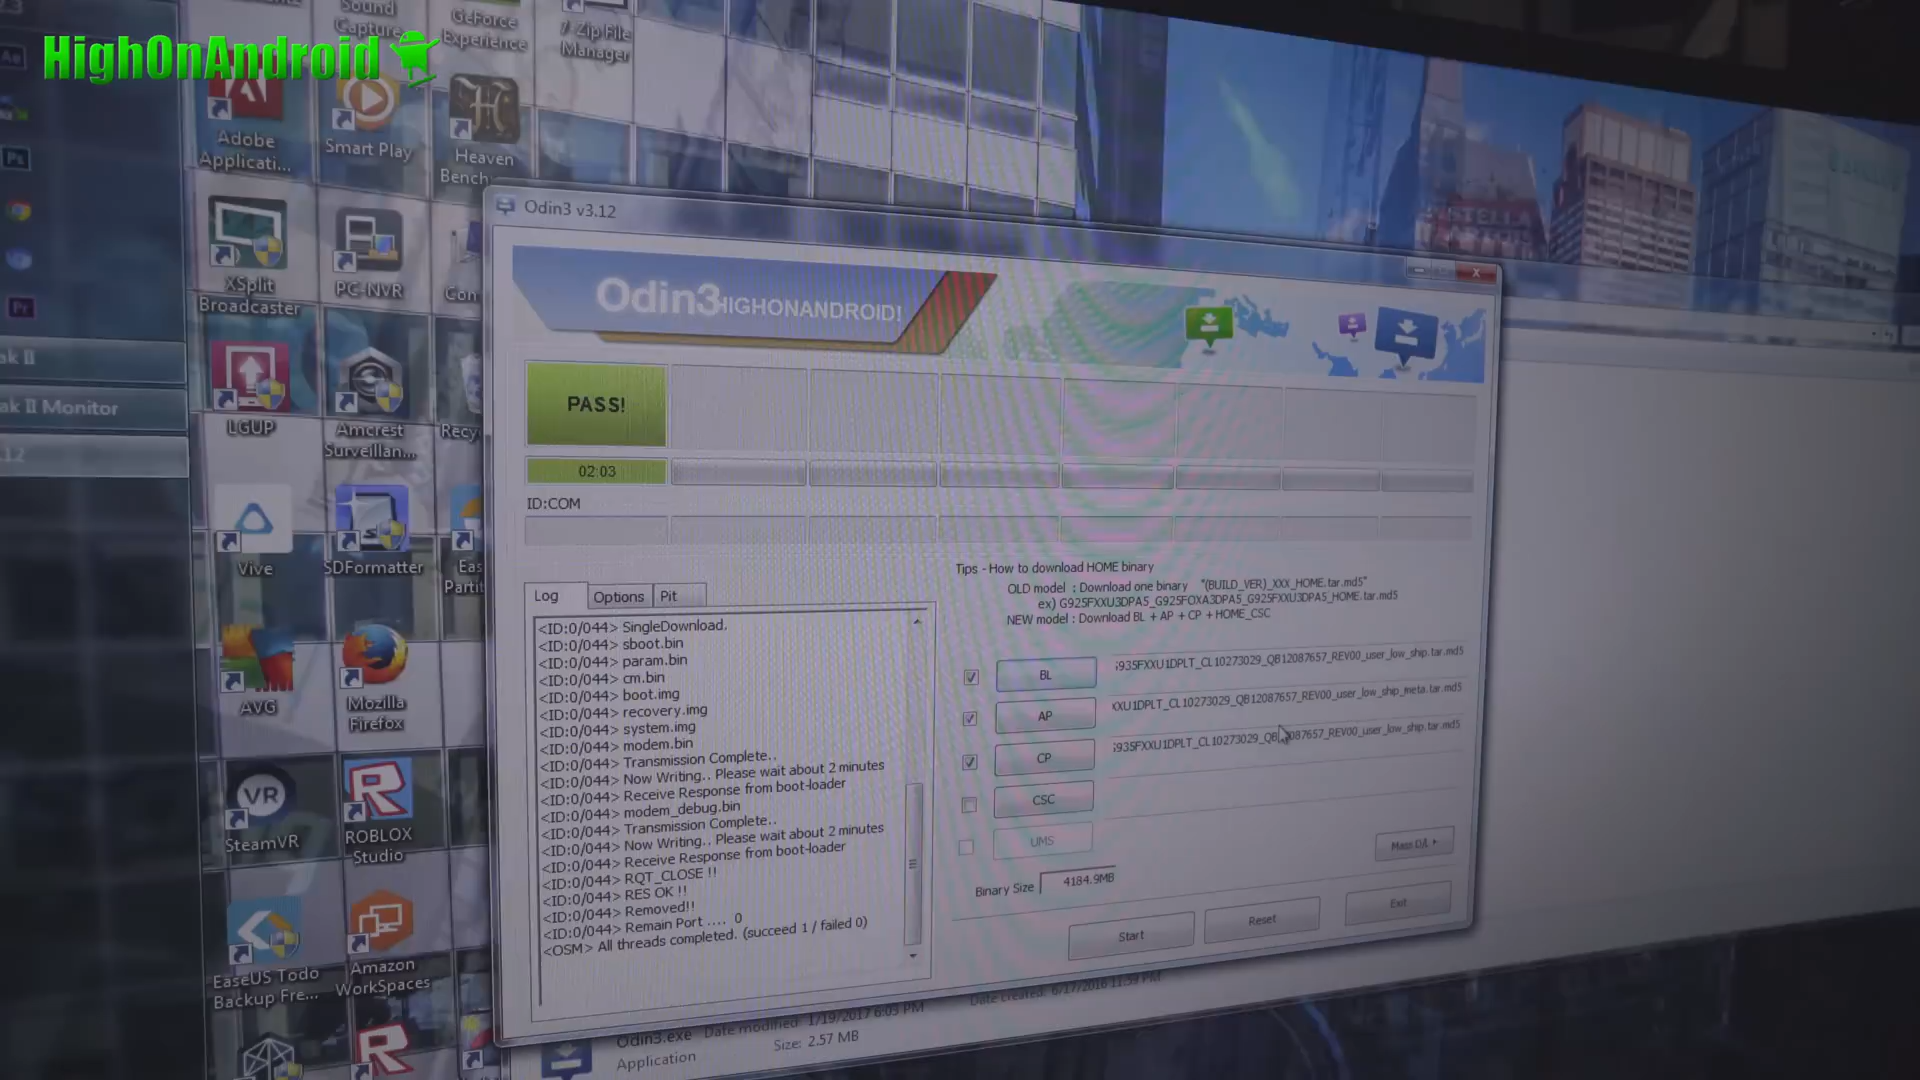 HighOnAndroid
Sound
Capture...
GeForce
Experience
7-Zip File
Manager
Adobe
Applicati...
Smart Play
Heaven
Bench
XSplit
Broadcaster
PC-NVR
Con
LGUP
Amcrest
Surveillan...
Recy
ak II
ak II Monitor
.12
Vive
SDFormatter
Eas
Partit
AVG
Mozilla
Firefox
SteamVR
ROBLOX
Studio
EaseUS Todo
Backup Fre...
Amazon
WorkSpaces
Odin3 v3.12
Odin3 HIGHONANDROID!
PASS!
02:03
ID:COM
Log
Options
Pit
<ID:0/044> SingleDownload.
<ID:0/044> sboot.bin
<ID:0/044> param.bin
<ID:0/044> cm.bin
<ID:0/044> boot.img
<ID:0/044> recovery.img
<ID:0/044> system.img
<ID:0/044> modem.bin
<ID:0/044> Transmission Complete..
<ID:0/044> Now Writing.. Please wait about 2 minutes
<ID:0/044> Receive Response from boot-loader
<ID:0/044> modem_debug.bin
<ID:0/044> Transmission Complete..
<ID:0/044> Now Writing.. Please wait about 2 minutes
<ID:0/044> Receive Response from boot-loader
<ID:0/044> RQT_CLOSE !!
<ID:0/044> RES OK !!
<ID:0/044> Removed!!
<ID:0/044> Remain Port .... 0
<OSM> All threads completed. (succeed 1 / failed 0)
Tips - How to download HOME binary
OLD model : Download one binary "(BUILD_VER)_XXX_HOME.tar.md5"
ex) G925FXXU3DPA5_G925FOXA3DPA5_G925FXXU3DPA5_HOME.tar.md5
NEW model : Download BL + AP + CP + HOME_CSC
BL
i935FXXU1DPLT_CL10273029_QB12087657_REV00_user_low_ship.tar.md5
AP
XXU1DPLT_CL10273029_QB12087657_REV00_user_low_ship_meta.tar.md5
CP
i935FXXU1DPLT_CL10273029_QB12087657_REV00_user_low_ship.tar.md5
CSC
UMS
Mass D/L +
Binary Size
4184.9MB
Start
Reset
Exit
Odin3.exe
Application
Date modified: 1/19/2017 6:03 PM
Size: 2.57 MB
Date created: 6/17/2016 11:39 PM